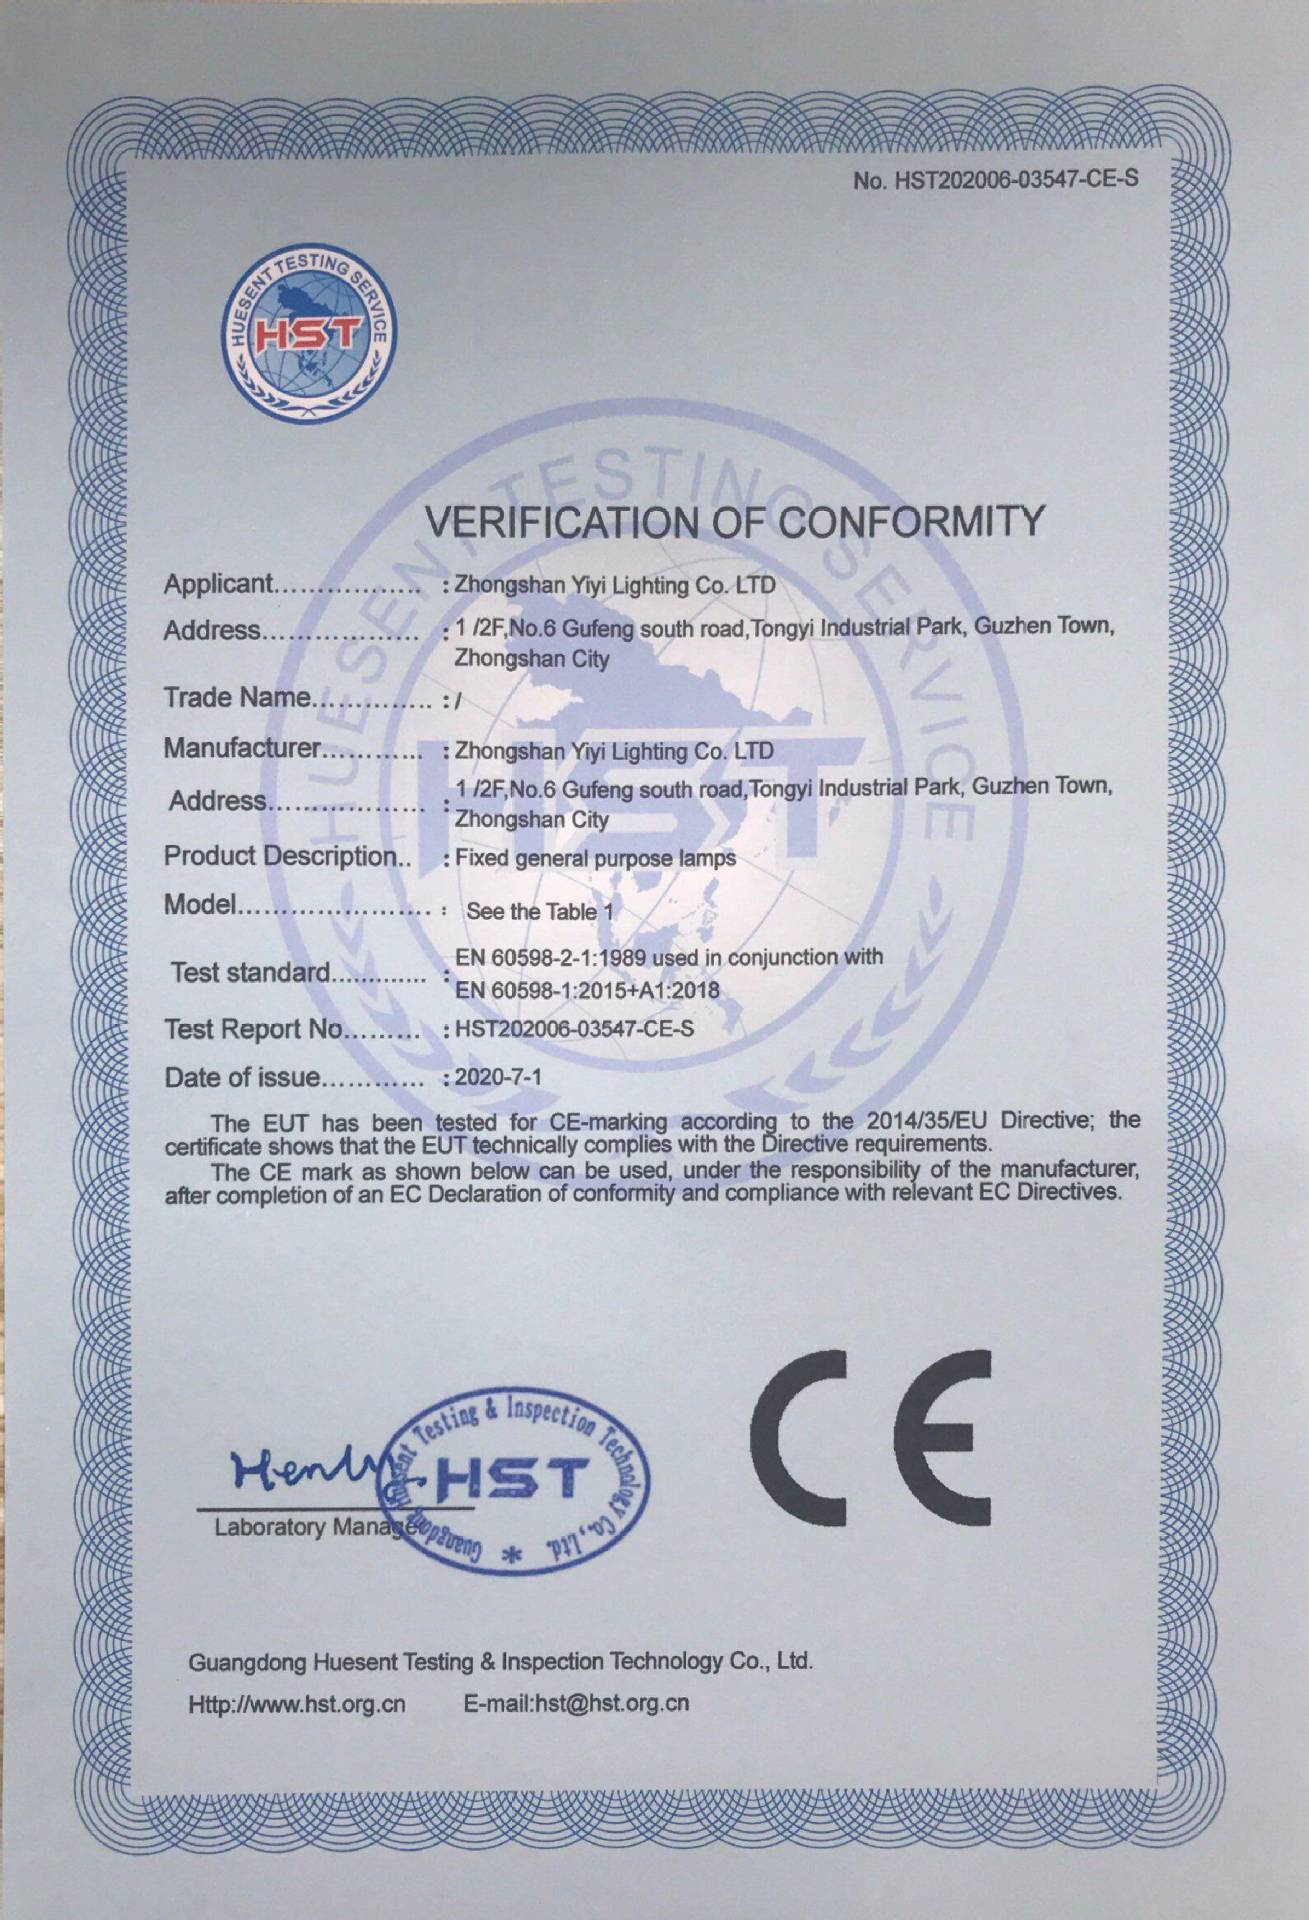 No. HST202006-03547-CE-S
HUESENT TESTING SERVICE
HST
HUESENT TESTING SERVICE
HST
VERIFICATION OF CONFORMITY
Applicant................. : Zhongshan Yiyi Lighting Co. LTD
Address.................. : 1 /2F,No.6 Gufeng south road,Tongyi Industrial Park, Guzhen Town,
Zhongshan City
Trade Name.............. : /
Manufacturer............ : Zhongshan Yiyi Lighting Co. LTD
Address.................. : 1 /2F,No.6 Gufeng south road,Tongyi Industrial Park, Guzhen Town,
Zhongshan City
Product Description.. : Fixed general purpose lamps
Model...................... : See the Table 1
Test standard............ : EN 60598-2-1:1989 used in conjunction with
EN 60598-1:2015+A1:2018
Test Report No......... : HST202006-03547-CE-S
Date of issue............ : 2020-7-1
The EUT has been tested for CE-marking according to the 2014/35/EU Directive; the
certificate shows that the EUT technically complies with the Directive requirements.
The CE mark as shown below can be used, under the responsibility of the manufacturer,
after completion of an EC Declaration of conformity and compliance with relevant EC Directives.
CE
Henly
Guangdong Huesent Testing & Inspection Technology Co., Ltd.
HST
*
Laboratory Manager
Guangdong Huesent Testing & Inspection Technology Co., Ltd.
Http://www.hst.org.cn E-mail:hst@hst.org.cn